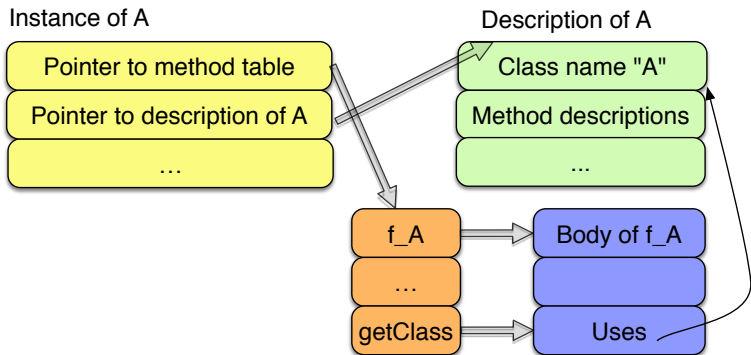 Instance of A
Description of A
Pointer to method table
Class name "A"
Pointer to description of A
Method descriptions
…
...
f_A
Body of f_A
…
getClass
Uses